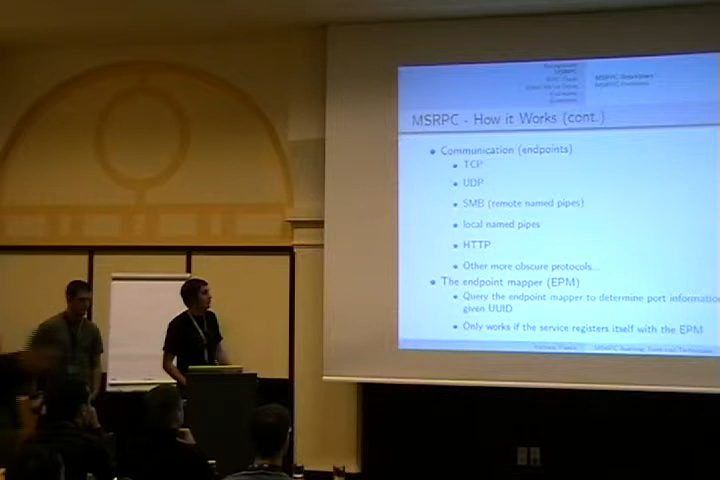 MSRPC
MSRPC - How it Works (cont.)
Communication (endpoints)
TCP
UDP
SMB (remote named pipes)
local named pipes
HTTP
Other more obscure protocols...
The endpoint mapper (EPM)
Query the endpoint mapper to determine port information
given UUID
Only works if the service registers itself with the EPM